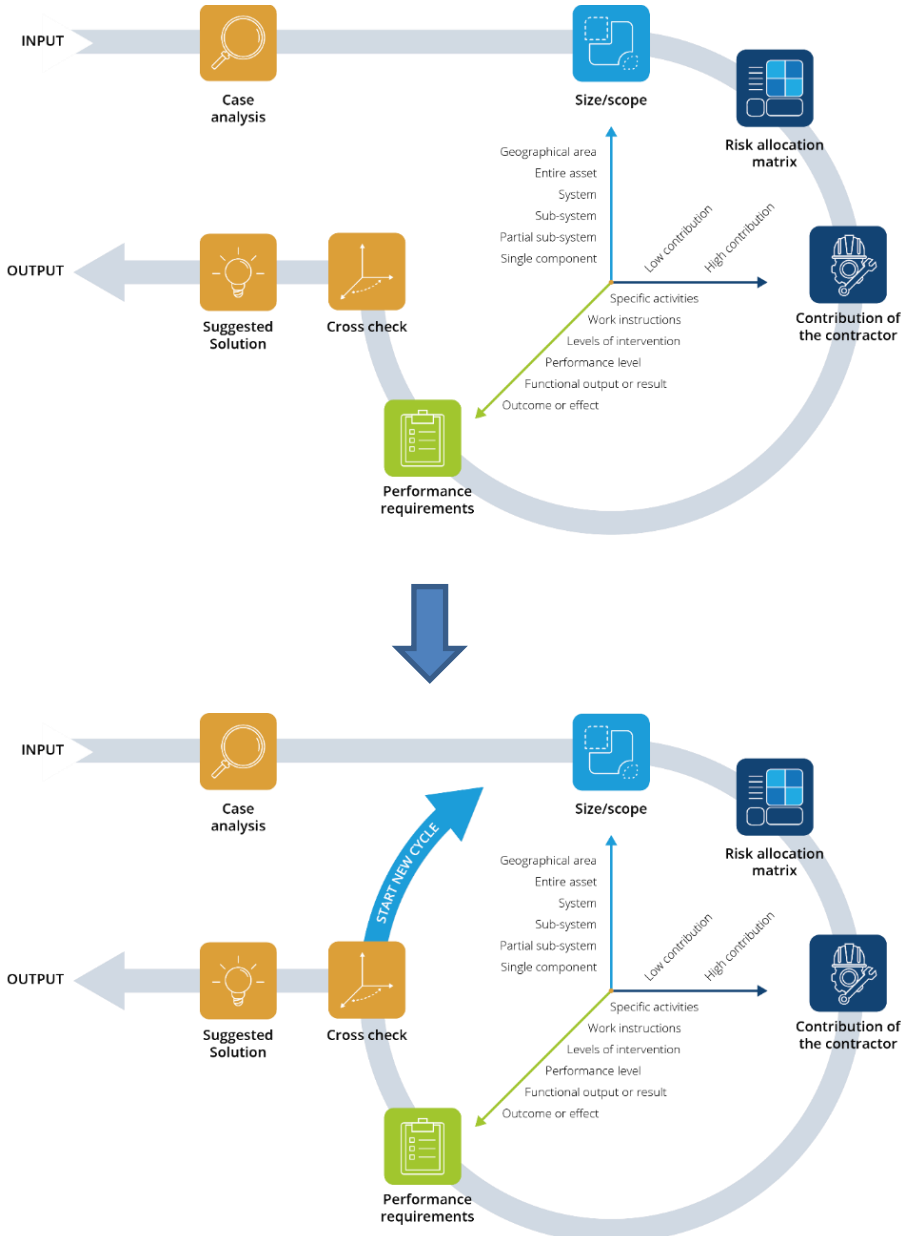 INPUT
Case
analysis
Size/scope
Risk allocation
matrix
Geographical area
Entire asset
System
Sub-system
Partial sub-system
Single component
Low contribution
High contribution
OUTPUT
Suggested
Solution
Cross check
Specific activities
Work instructions
Levels of intervention
Performance level
Functional output or result
Outcome or effect
Contribution of
the contractor
Performance
requirements
INPUT
Case
analysis
Size/scope
START NEW CYCLE
Risk allocation
matrix
Geographical area
Entire asset
System
Sub-system
Partial sub-system
Single component
Low contribution
High contribution
OUTPUT
Suggested
Solution
Cross check
Specific activities
Work instructions
Levels of intervention
Performance level
Functional output or result
Outcome or effect
Contribution of
the contractor
Performance
requirements